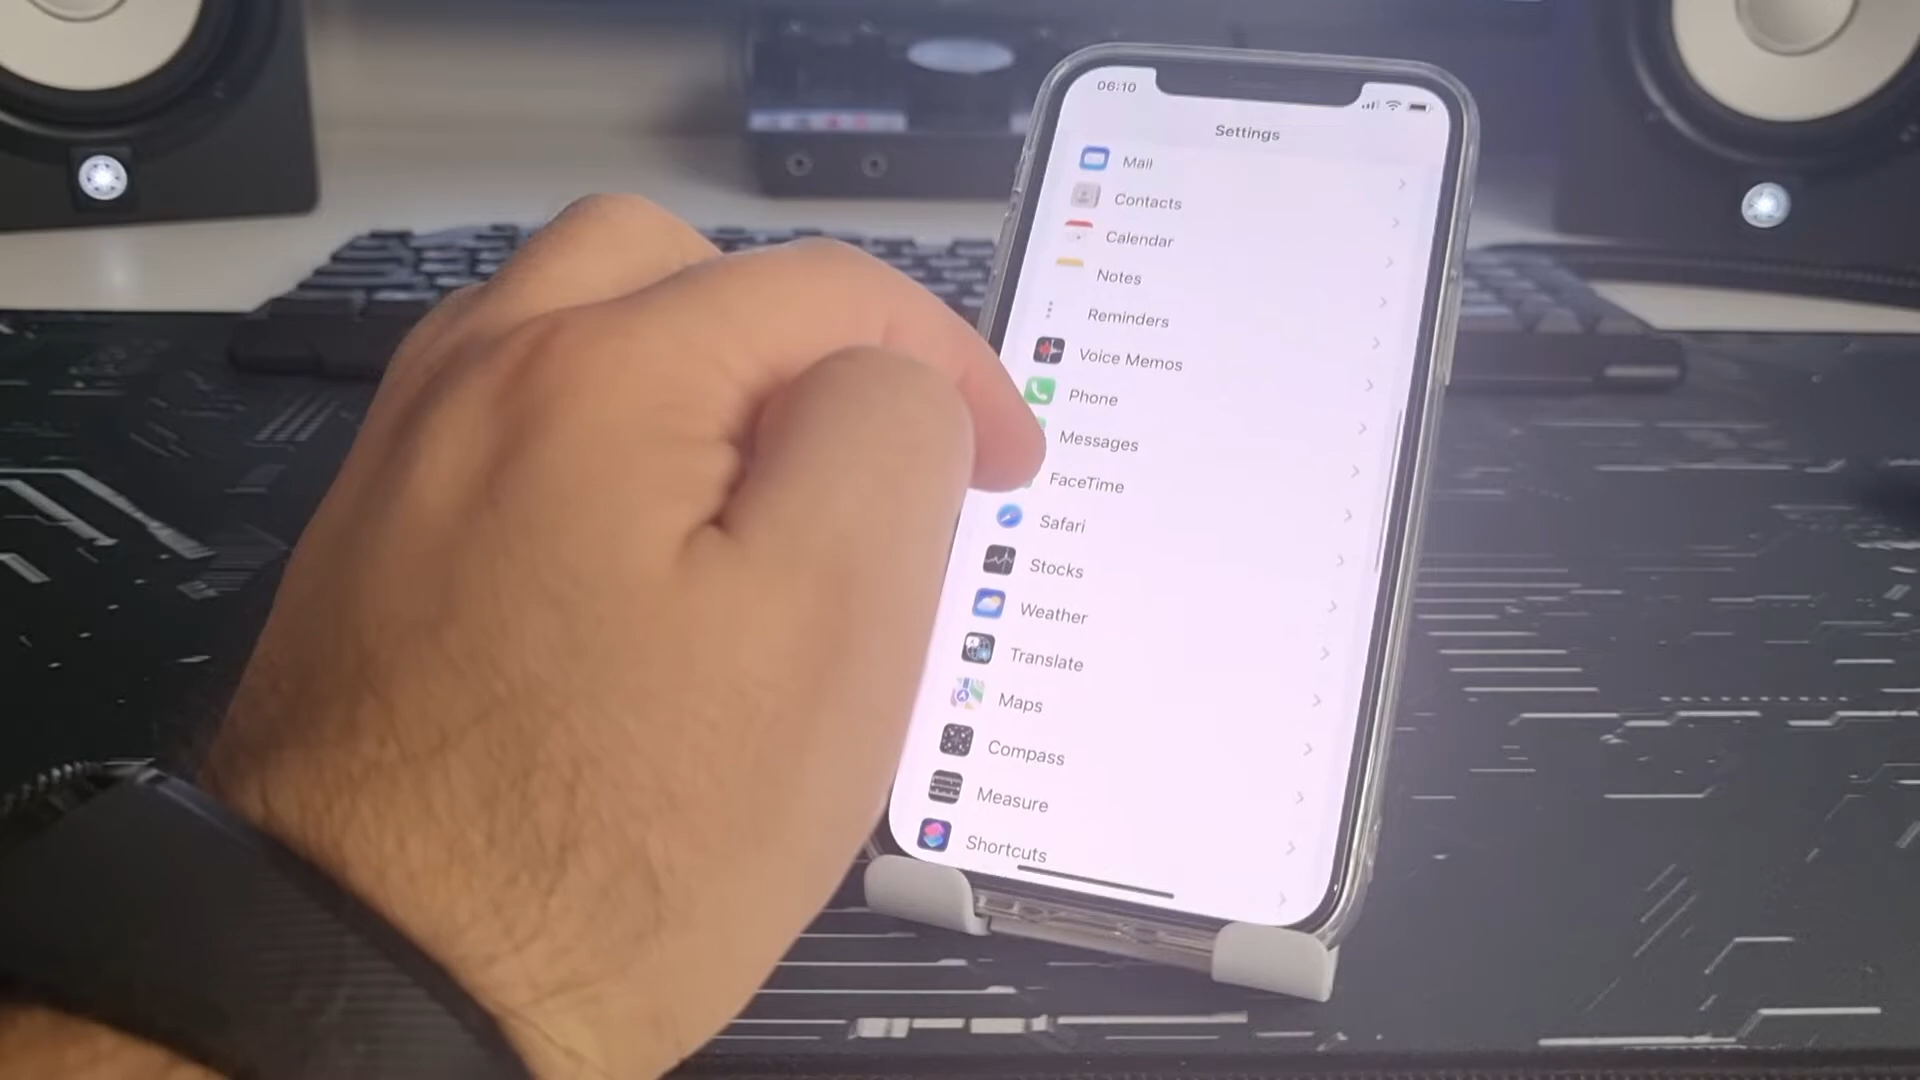 06:10
Settings
Mail
Contacts
Calendar
Notes
Reminders
Voice Memos
Phone
Messages
FaceTime
Safari
Stocks
Weather
Translate
Maps
Compass
Measure
Shortcuts